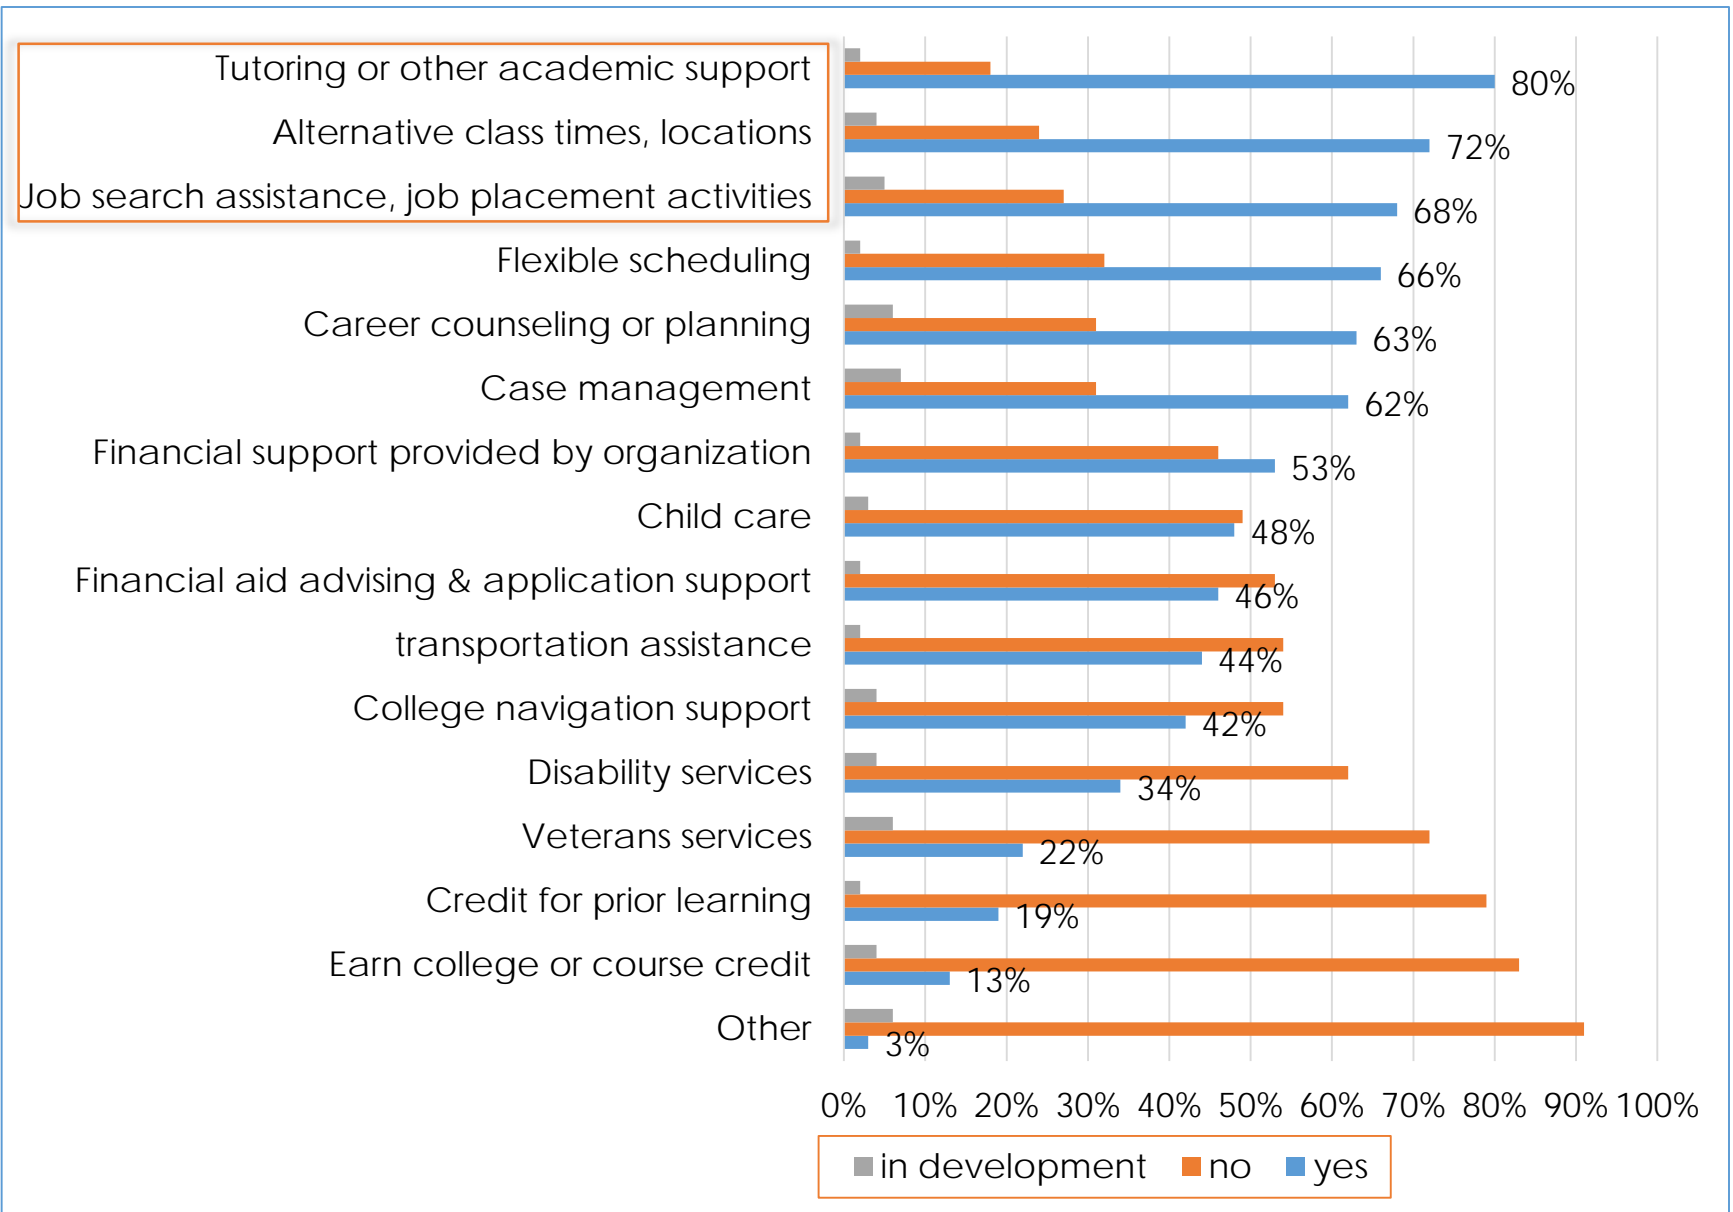 Tutoring or other academic support 80%
Alternative class times, locations 72%
Job search assistance, job placement activities 68%
Flexible scheduling 66%
Career counseling or planning 63%
Case management 62%
Financial support provided by organization 53%
Child care 48%
Financial aid advising & application support 46%
transportation assistance 44%
College navigation support 42%
Disability services 34%
Veterans services 22%
Credit for prior learning 19%
Earn college or course credit 13%
Other 3%
0% 10% 20% 30% 40% 50% 60% 70% 80% 90% 100%
in development no yes